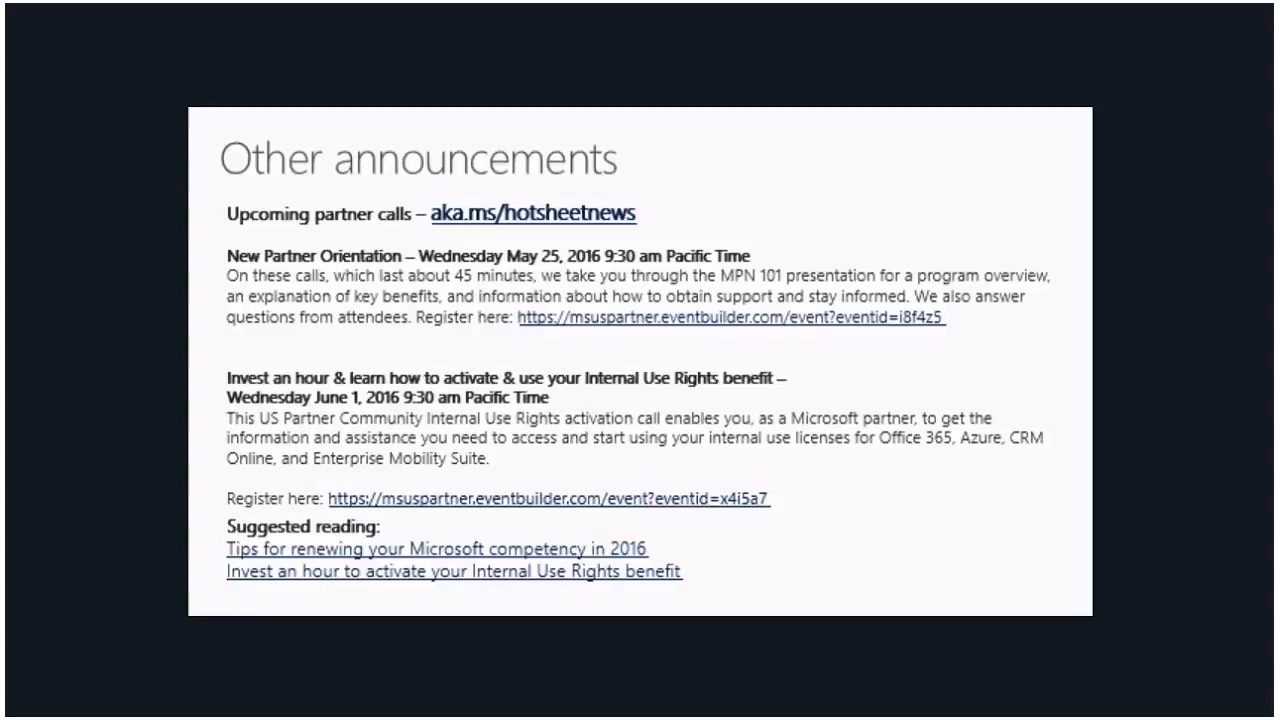 Other announcements
Upcoming partner calls – aka.ms/hotsheetnews
New Partner Orientation – Wednesday May 25, 2016 9:30 am Pacific Time
On these calls, which last about 45 minutes, we take you through the MPN 101 presentation for a program overview,
an explanation of key benefits, and information about how to obtain support and stay informed. We also answer
questions from attendees. Register here: https://msuspartner.eventbuilder.com/event?eventid=i8f4z5
Invest an hour & learn how to activate & use your Internal Use Rights benefit –
Wednesday June 1, 2016 9:30 am Pacific Time
This US Partner Community Internal Use Rights activation call enables you, as a Microsoft partner, to get the
information and assistance you need to access and start using your internal use licenses for Office 365, Azure, CRM
Online, and Enterprise Mobility Suite.
Register here: https://msuspartner.eventbuilder.com/event?eventid=x4i5a7
Suggested reading:
Tips for renewing your Microsoft competency in 2016
Invest an hour to activate your Internal Use Rights benefit